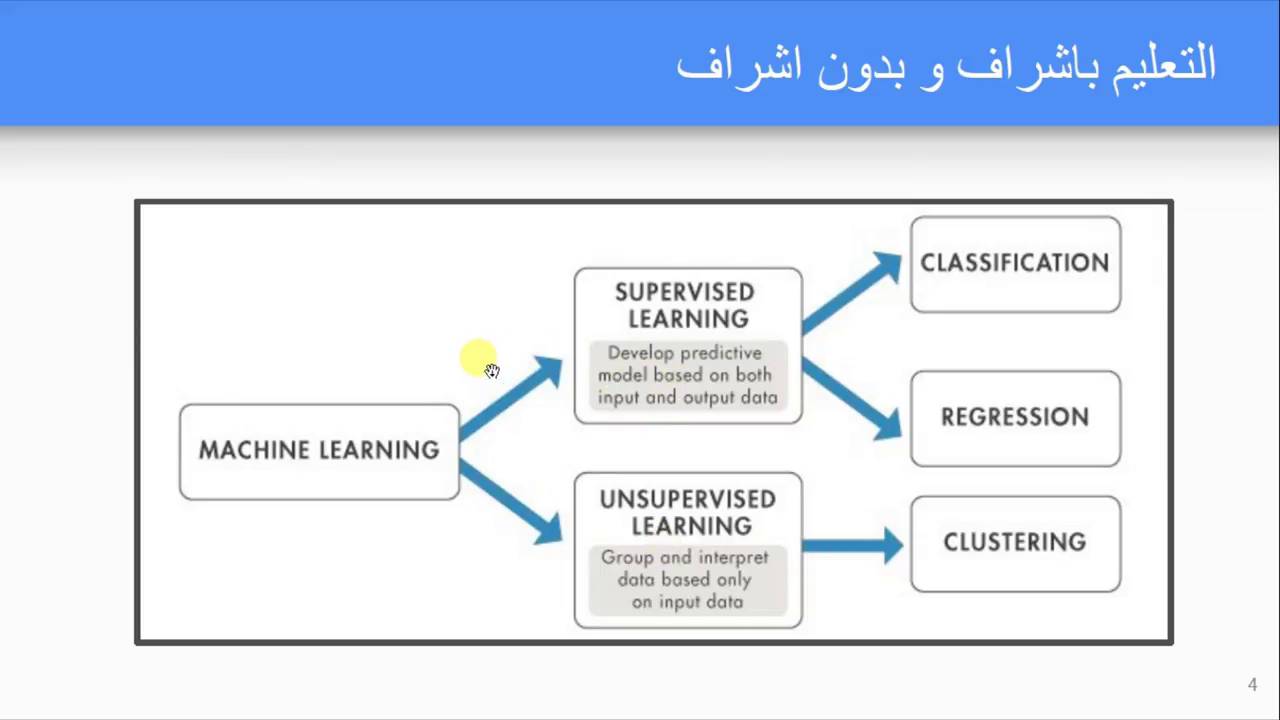 التعليم باشراف و بدون اشراف
MACHINE LEARNING
SUPERVISED
LEARNING
Develop predictive
model based on both
input and output data
CLASSIFICATION
REGRESSION
UNSUPERVISED
LEARNING
Group and interpret
data based only
on input data
CLUSTERING
4